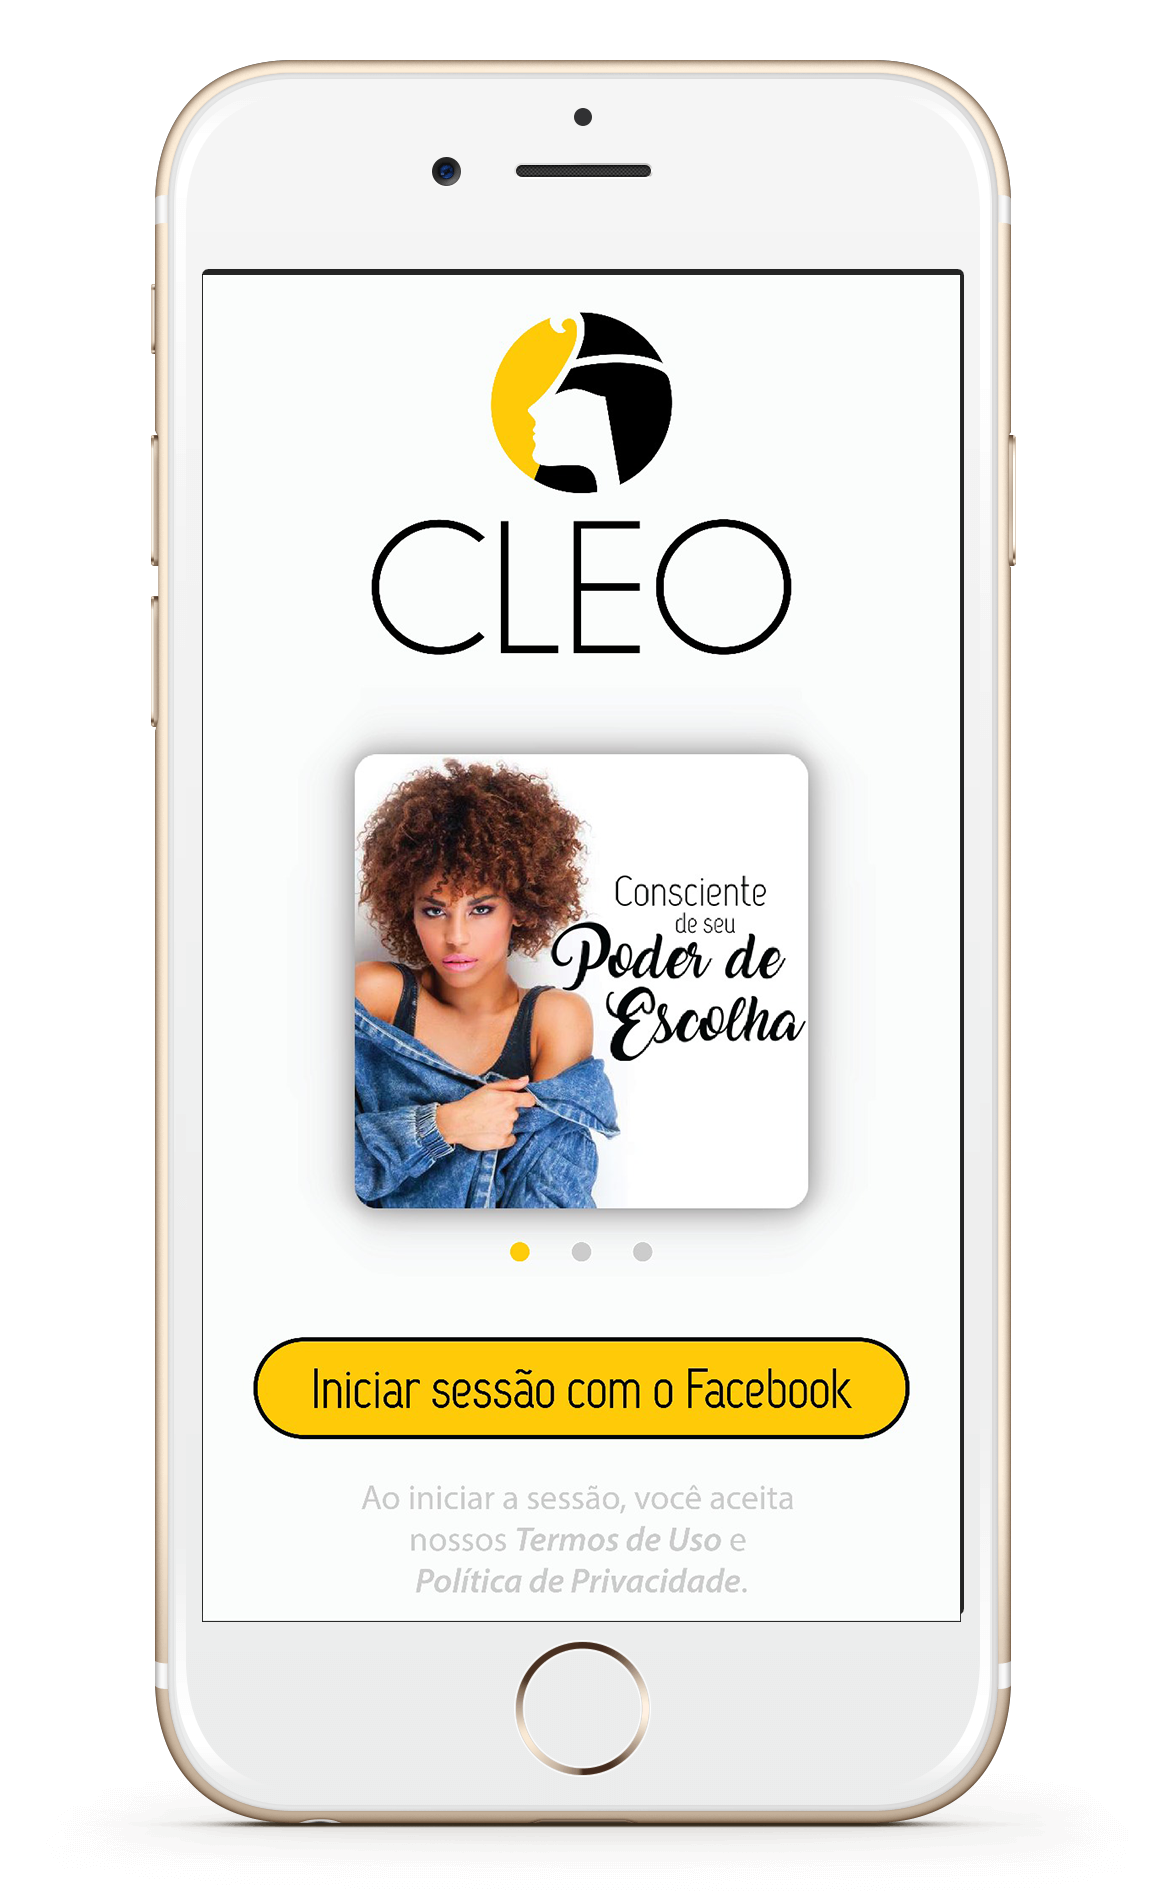 CLEO
Consciente
de seu
Poder de
Escolha
Iniciar sessão com o Facebook
Ao iniciar a sessão, você aceita
nossos Termos de Uso e
Política de Privacidade.